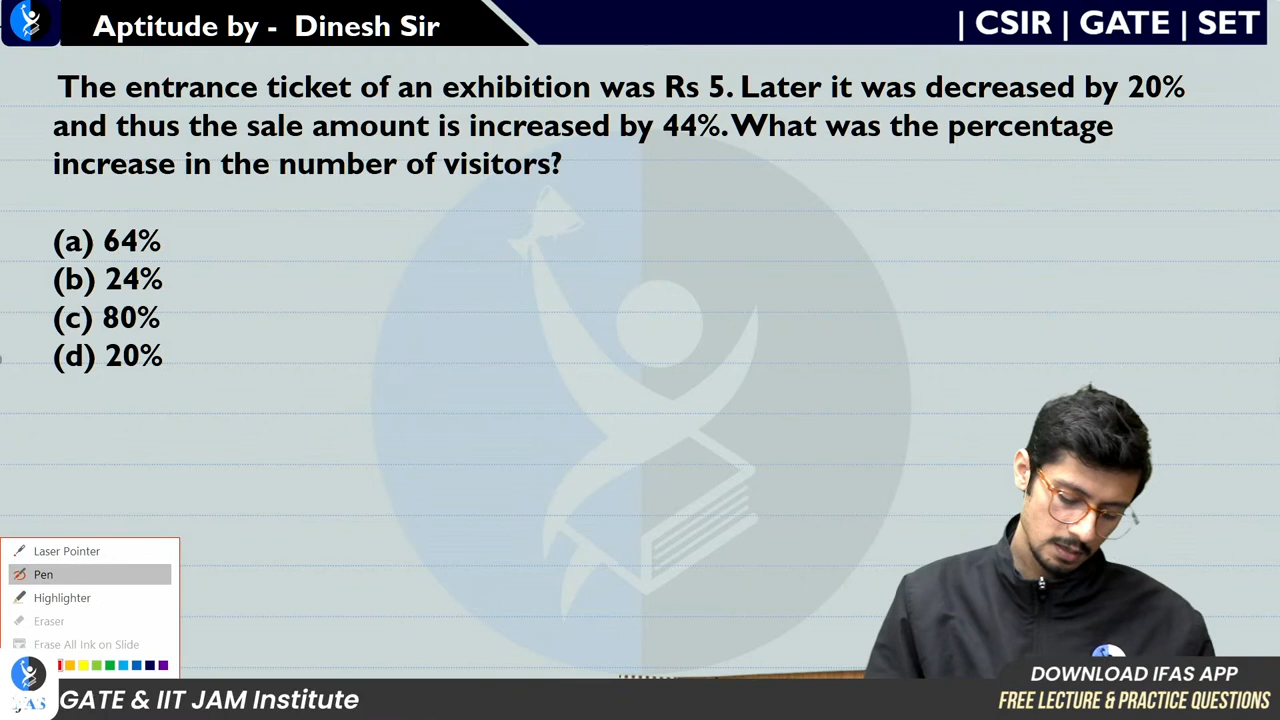 Aptitude by - Dinesh Sir
| CSIR | GATE | SET
The entrance ticket of an exhibition was Rs 5. Later it was decreased by 20%
and thus the sale amount is increased by 44%. What was the percentage
increase in the number of visitors?
(a) 64%
(b) 24%
(c) 80%
(d) 20%
Laser Pointer
Pen
Highlighter
Eraser
Erase All Ink on Slide
IFAS
GATE & IIT JAM Institute
DOWNLOAD IFAS APP
FREE LECTURE & PRACTICE QUESTIONS